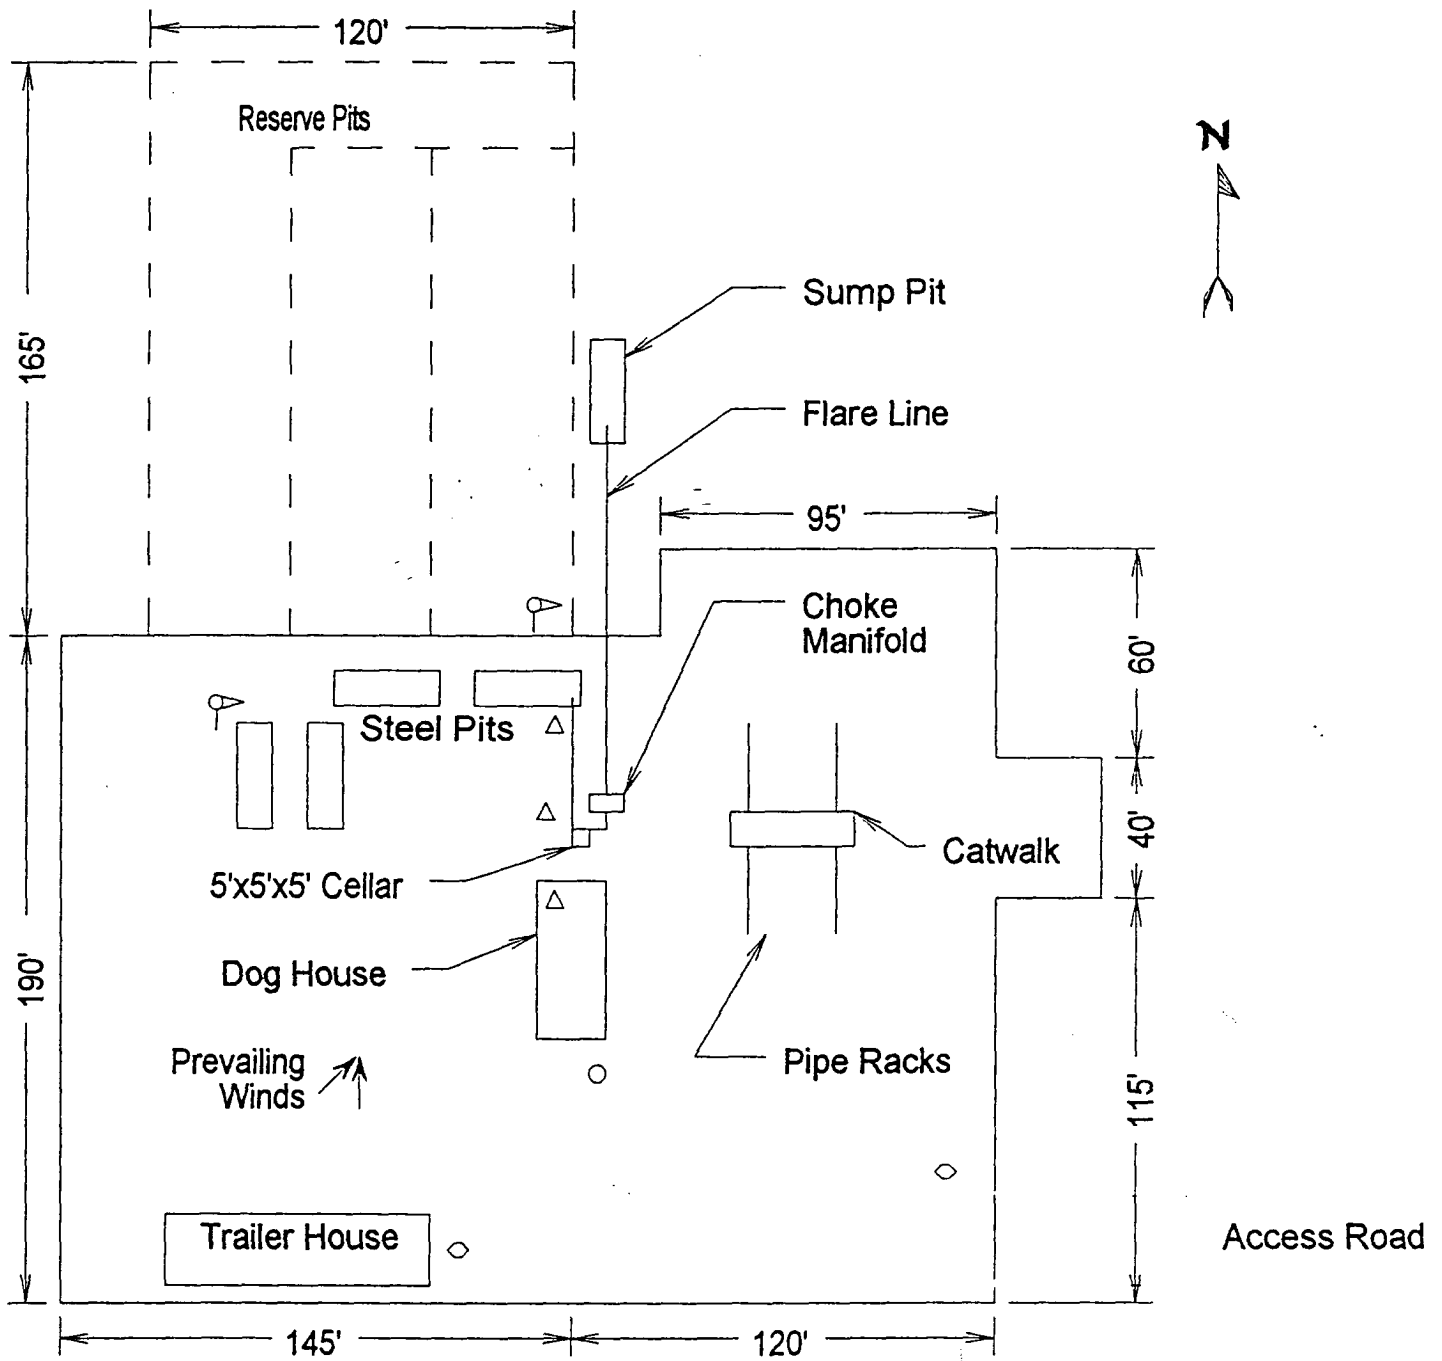 120'
Reserve Pits
N
Sump Pit
165'
Flare Line
95'
Choke
Manifold
60'
Steel Pits
40'
Catwalk
5'x5'x5' Cellar
190'
Dog House
Prevailing
Winds
Pipe Racks
115'
Trailer House
Access Road
145'
120'